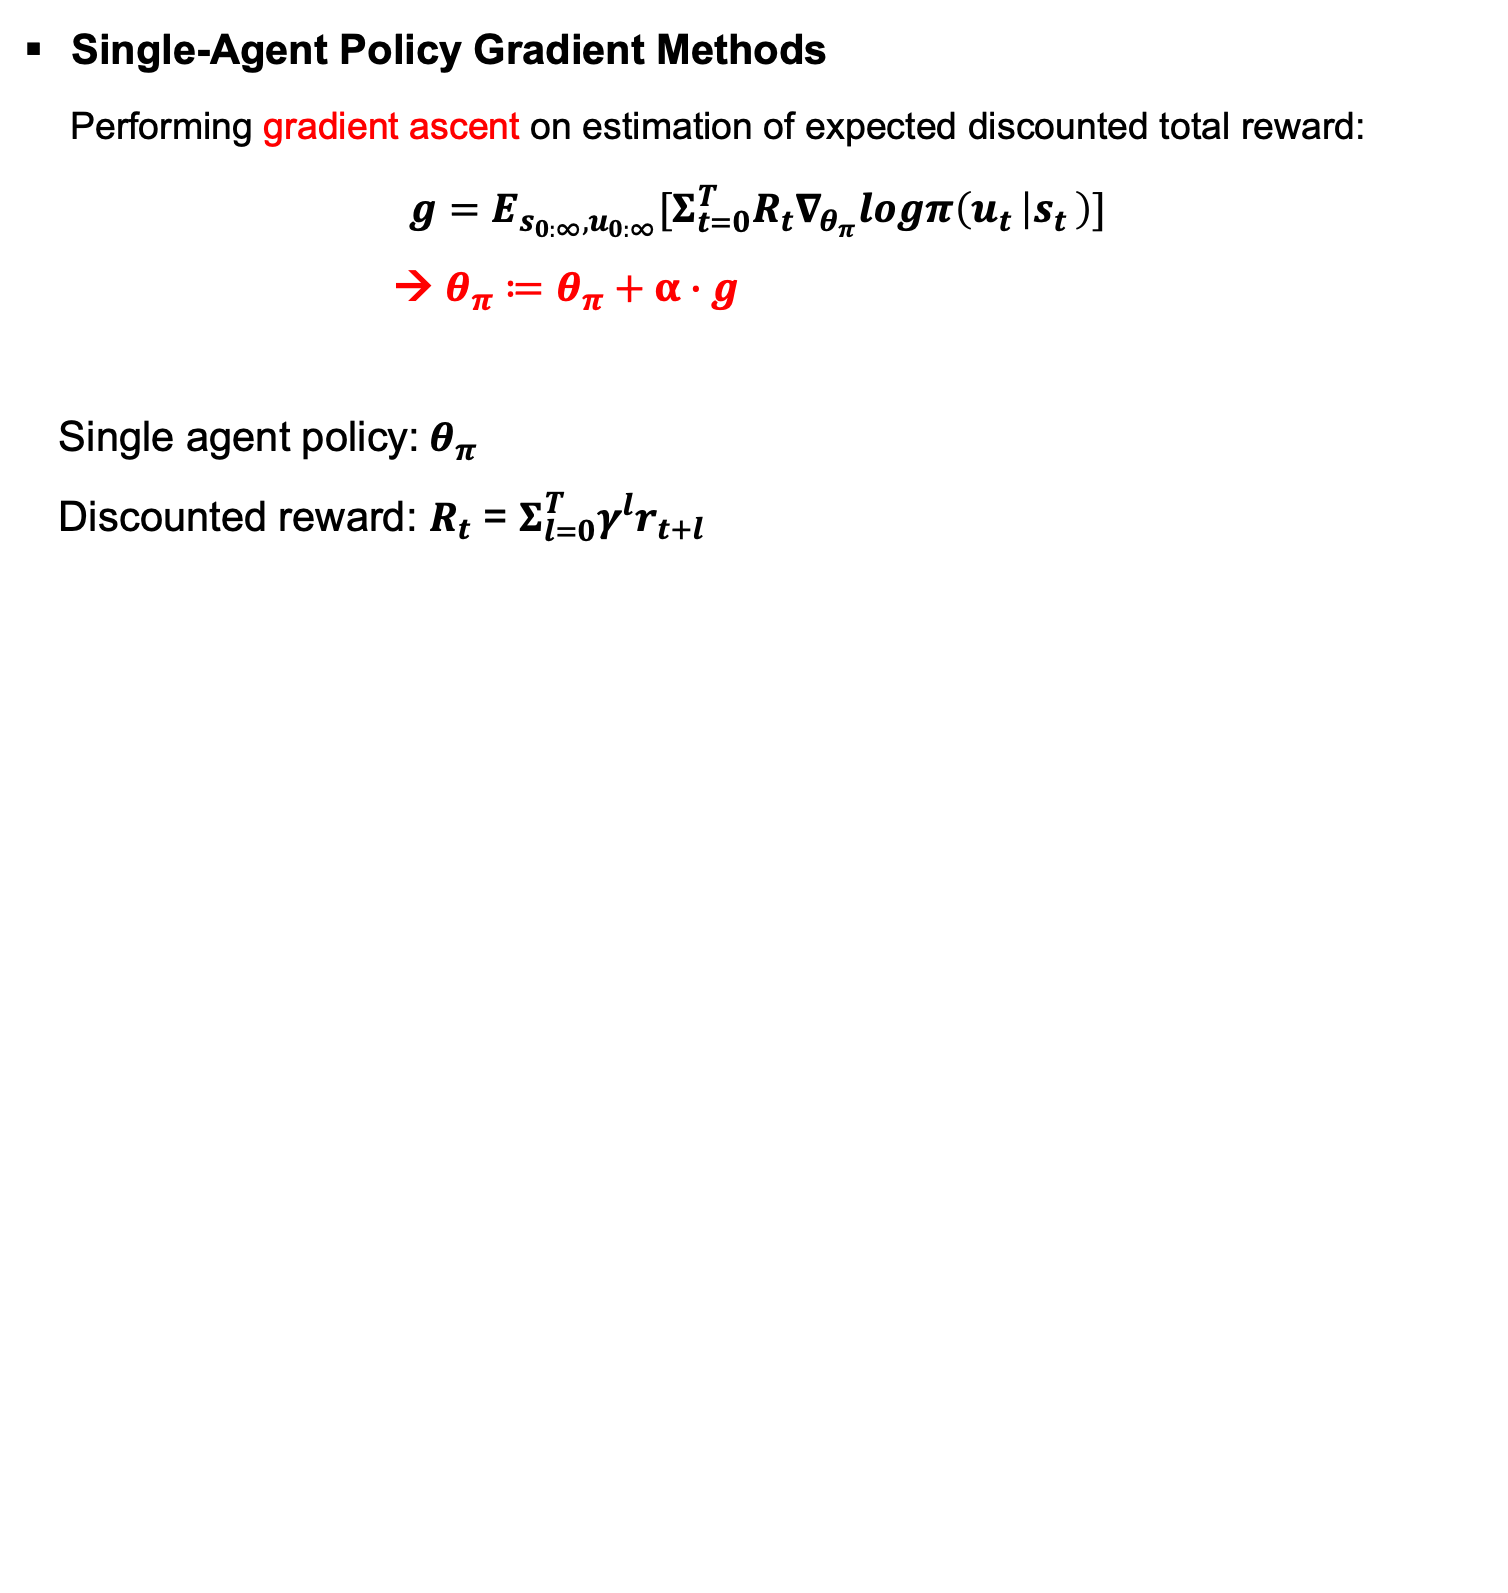 ▪ Single-Agent Policy Gradient Methods
Performing gradient ascent on estimation of expected discounted total reward:
g = E_{s_{0:∞},u_{0:∞}}[Σ_{t=0}^{T} R_t ∇_{θ_π} logπ(u_t |s_t )]
→ θ_π ≔ θ_π + α · g
Single agent policy: θ_π
Discounted reward: R_t = Σ_{l=0}^{T} γ^l r_{t+l}